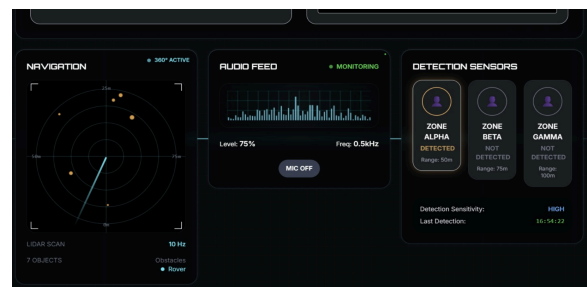 NAVIGATION
360° ACTIVE
25m
50m
75m
0m
LIDAR SCAN
10 Hz
7 OBJECTS
Obstacles
Rover
AUDIO FEED
MONITORING
Level: 75%
Freq: 0.5kHz
MIC OFF
DETECTION SENSORS
ZONE
ALPHA
DETECTED
Range: 50m
ZONE
BETA
NOT
DETECTED
Range: 75m
ZONE
GAMMA
NOT
DETECTED
Range:
100m
Detection Sensitivity:
HIGH
Last Detection:
16:54:22